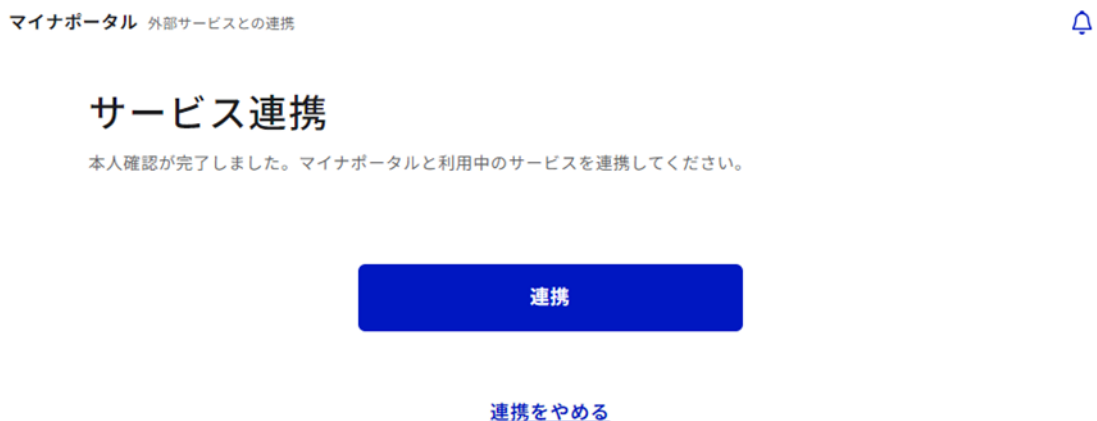 マイナポータル 外部サービスとの連携
サービス連携
本人確認が完了しました。マイナポータルと利用中のサービスを連携してください。
連携
連携をやめる